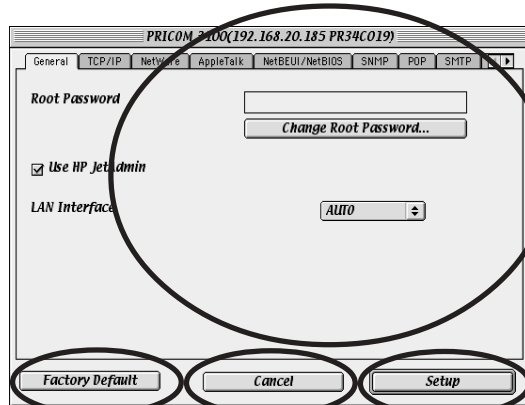 PRICOM 3100(192.168.20.185 PR34C019)
General TCP/IP NetWare AppleTalk NetBEUI/NetBIOS SNMP POP SMTP
Root Password
Change Root Password...
Use HP JetAdmin
LAN Interface AUTO
Factory Default Cancel Setup